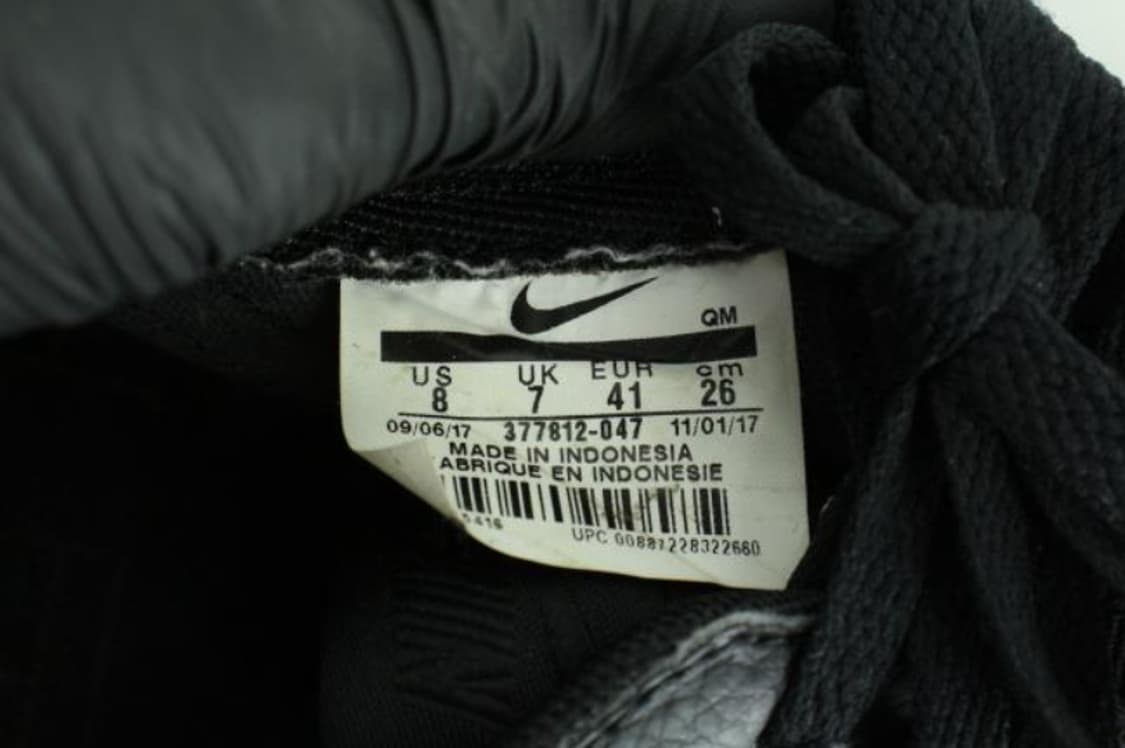 QM
US UK EUR cm
8 7 41 26
09/06/17 377812-047 11/01/17
MADE IN INDONESIA
ABRIQUE EN INDONESIE
UPC 00887228322660